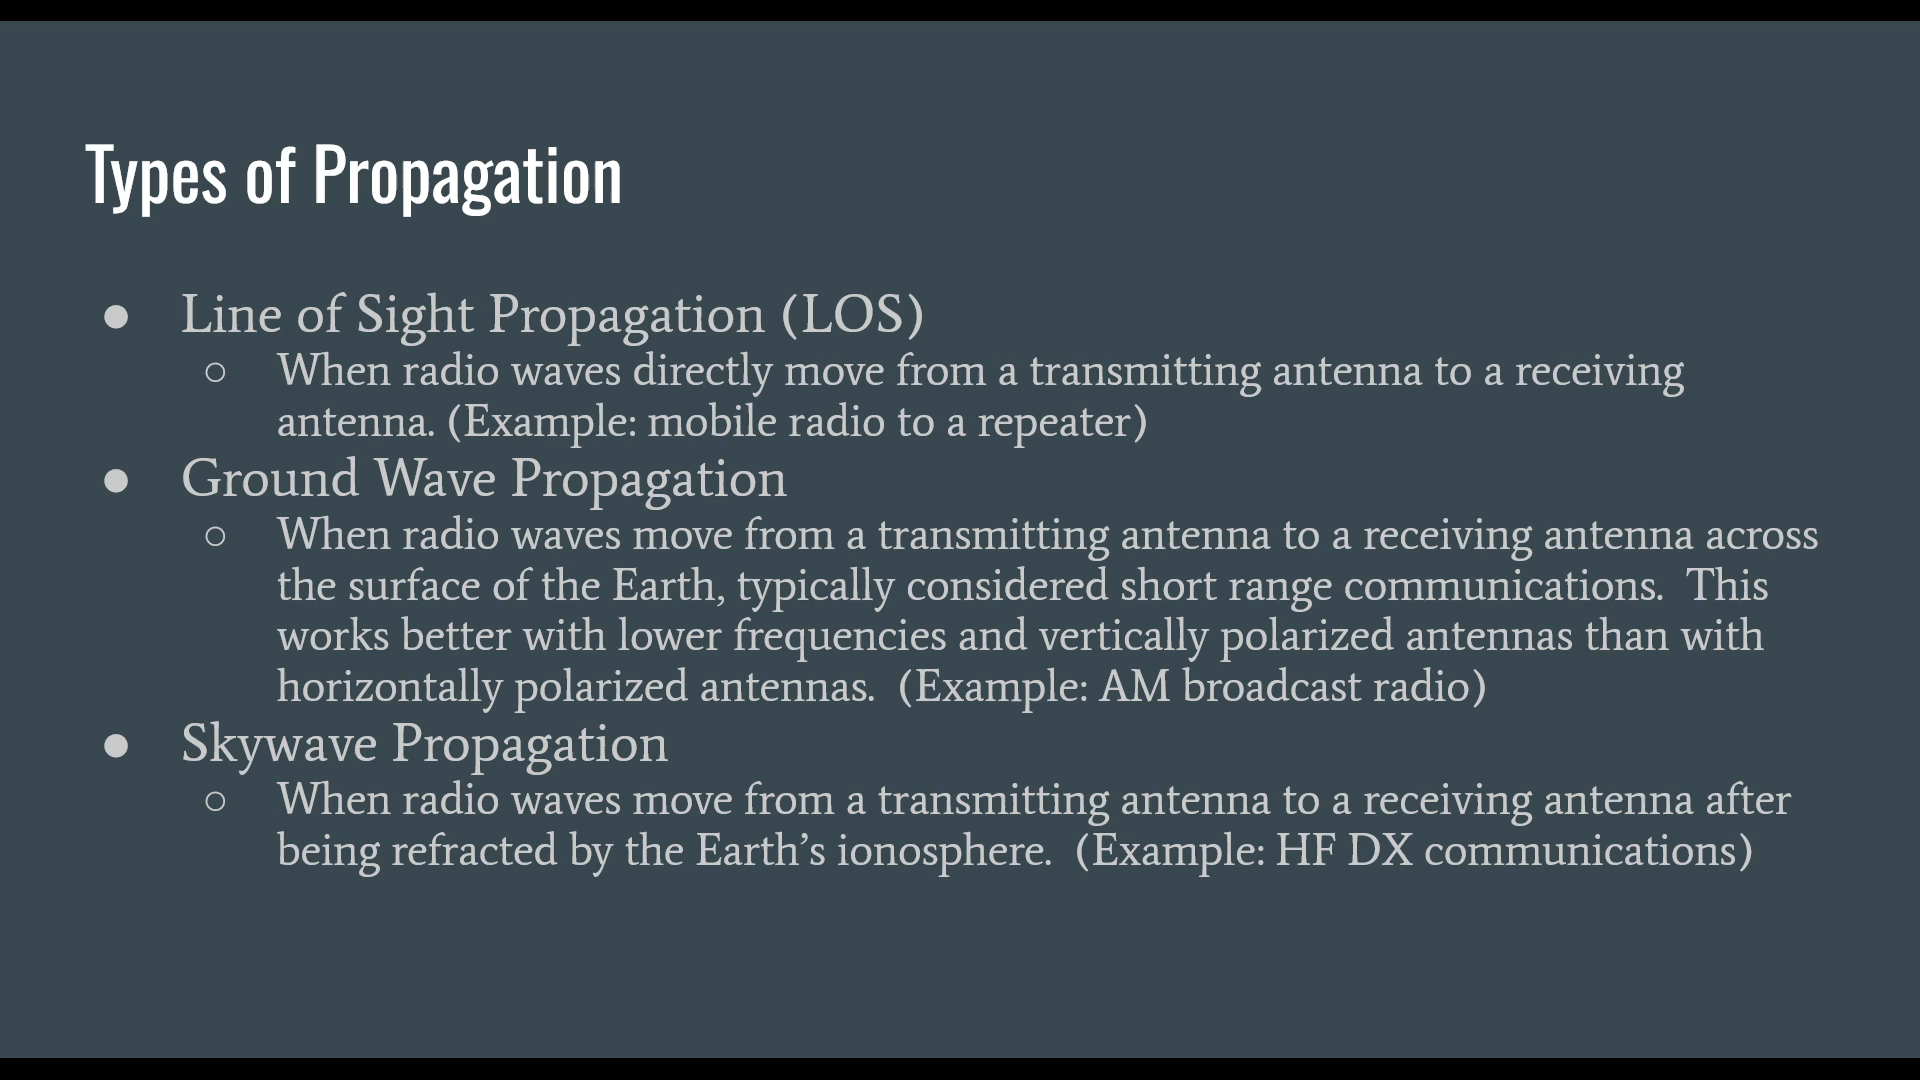 Types of Propagation
● Line of Sight Propagation (LOS)
○ When radio waves directly move from a transmitting antenna to a receiving
antenna. (Example: mobile radio to a repeater)
● Ground Wave Propagation
○ When radio waves move from a transmitting antenna to a receiving antenna across
the surface of the Earth, typically considered short range communications.  This
works better with lower frequencies and vertically polarized antennas than with
horizontally polarized antennas.  (Example: AM broadcast radio)
● Skywave Propagation
○ When radio waves move from a transmitting antenna to a receiving antenna after
being refracted by the Earth’s ionosphere.  (Example: HF DX communications)